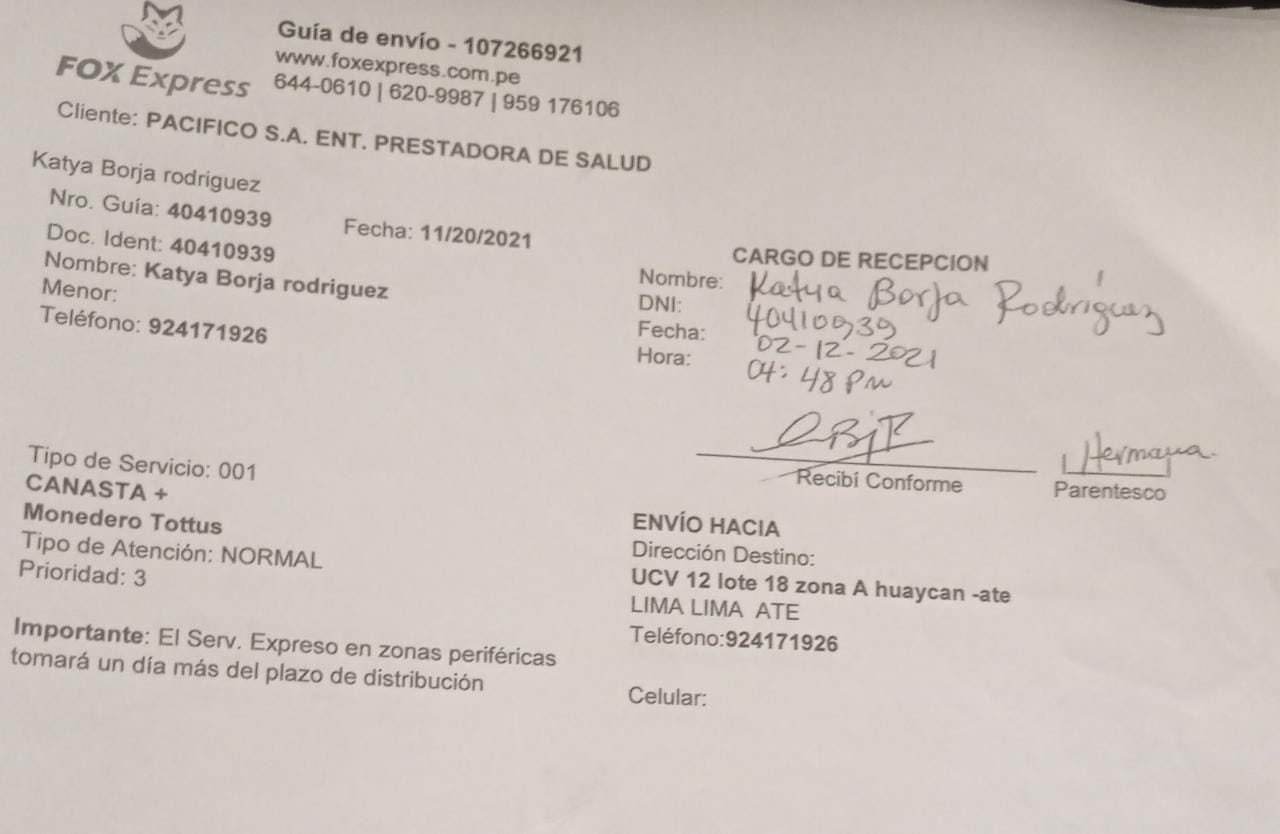 FOX Express
Guía de envío - 107266921
www.foxexpress.com.pe
644-0610 | 620-9987 | 959 176106
Cliente: PACIFICO S.A. ENT. PRESTADORA DE SALUD
Katya Borja rodriguez
Nro. Guía: 40410939 Fecha: 11/20/2021
Doc. Ident: 40410939
Nombre: Katya Borja rodriguez
Menor:
Teléfono: 924171926
CARGO DE RECEPCION
Nombre: Katya Borja Rodríguez
DNI: 40410939
Fecha: 02-12-2021
Hora: 04:48 PM
Recibí Conforme
Hermana
Parentesco
Tipo de Servicio: 001
CANASTA +
Monedero Tottus
Tipo de Atención: NORMAL
Prioridad: 3
Importante: El Serv. Expreso en zonas periféricas
tomará un día más del plazo de distribución
ENVÍO HACIA
Dirección Destino:
UCV 12 lote 18 zona A huaycan -ate
LIMA LIMA ATE
Teléfono:924171926
Celular: